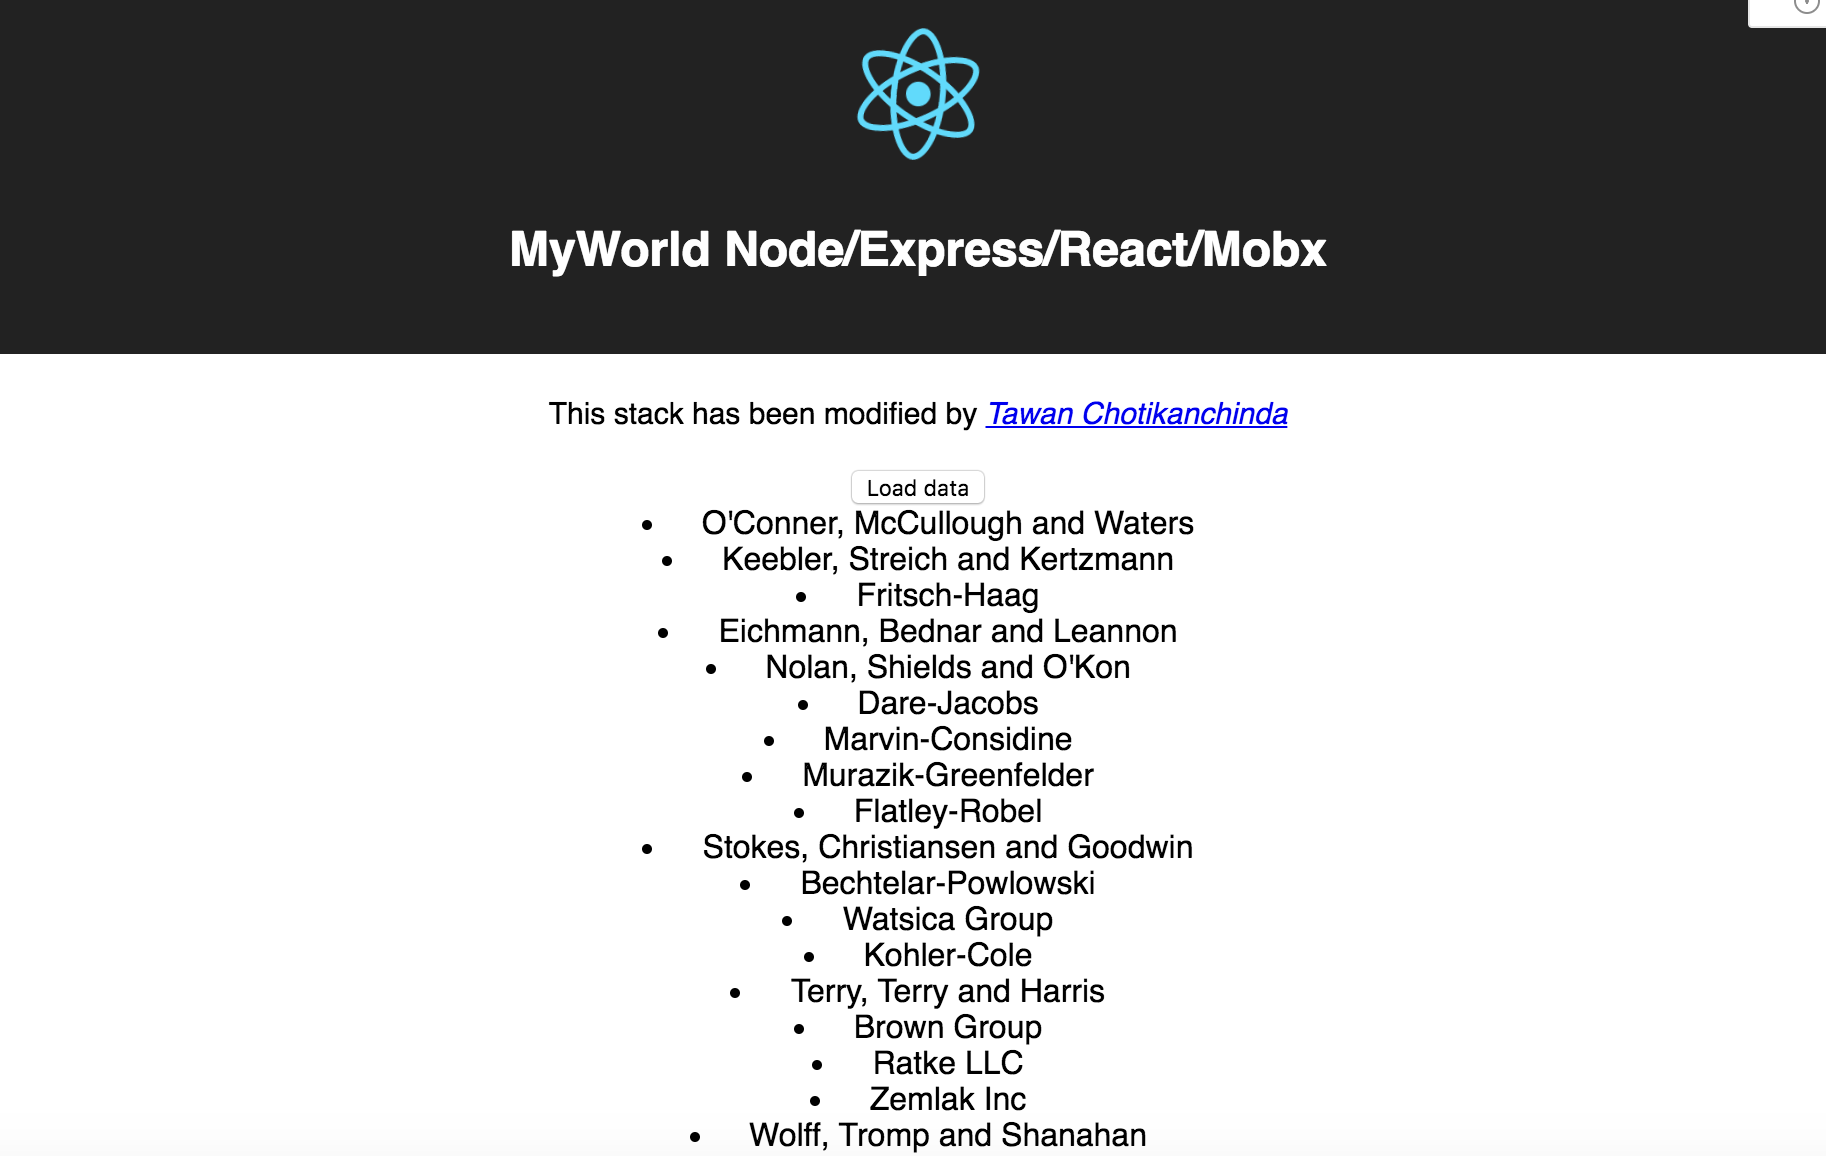 MyWorld Node/Express/React/Mobx
This stack has been modified by Tawan Chotikanchinda
Load data
O'Conner, McCullough and Waters
Keebler, Streich and Kertzmann
Fritsch-Haag
Eichmann, Bednar and Leannon
Nolan, Shields and O'Kon
Dare-Jacobs
Marvin-Considine
Murazik-Greenfelder
Flatley-Robel
Stokes, Christiansen and Goodwin
Bechtelar-Powlowski
Watsica Group
Kohler-Cole
Terry, Terry and Harris
Brown Group
Ratke LLC
Zemlak Inc
Wolff, Tromp and Shanahan